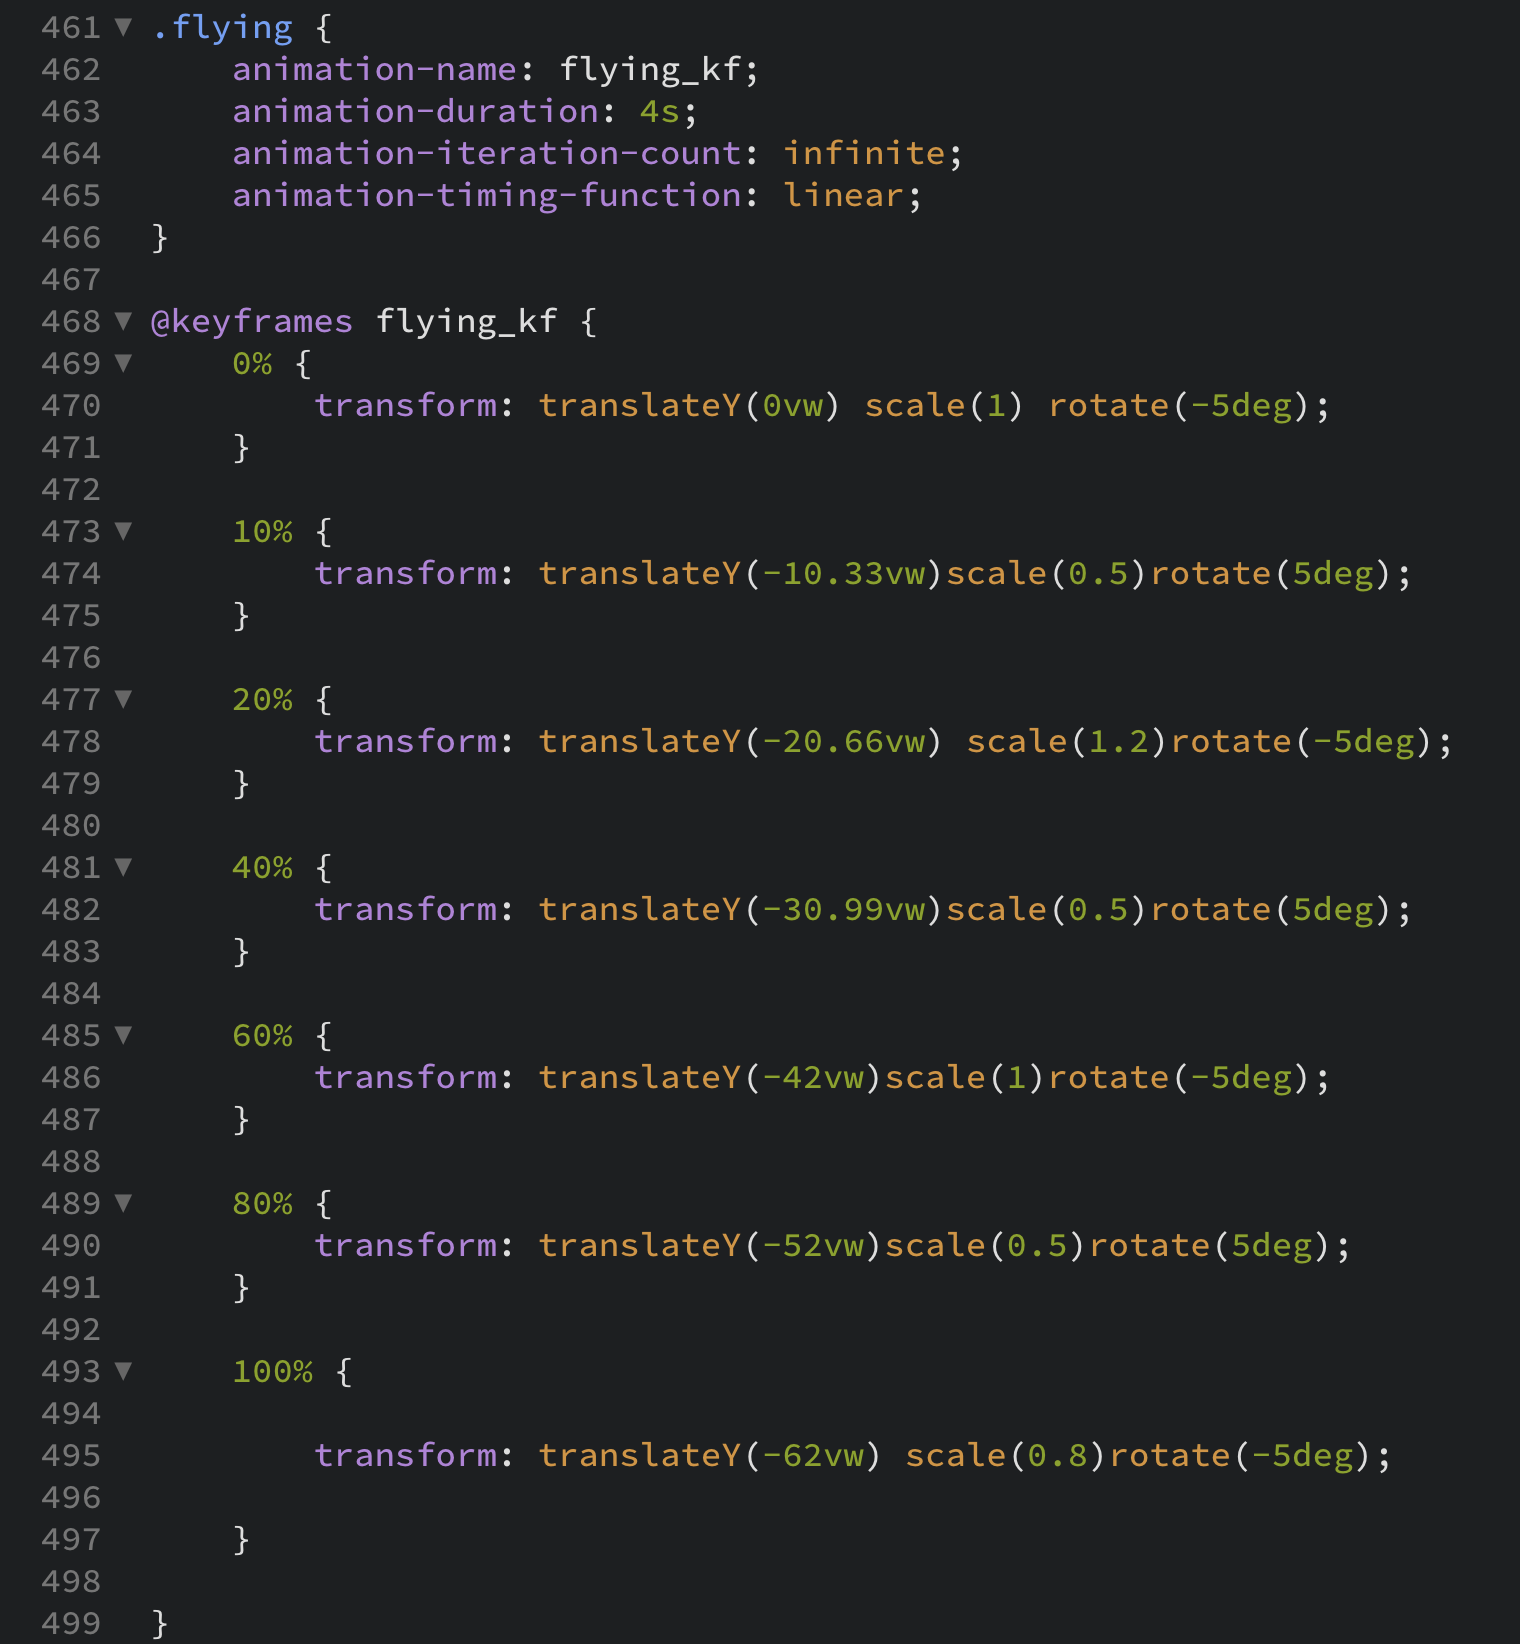 461 ▼ .flying {
462     animation-name: flying_kf;
463     animation-duration: 4s;
464     animation-iteration-count: infinite;
465     animation-timing-function: linear;
466 }
467
468 ▼ @keyframes flying_kf {
469 ▼     0% {
470         transform: translateY(0vw) scale(1) rotate(-5deg);
471     }
472
473 ▼     10% {
474         transform: translateY(-10.33vw)scale(0.5)rotate(5deg);
475     }
476
477 ▼     20% {
478         transform: translateY(-20.66vw) scale(1.2)rotate(-5deg);
479     }
480
481 ▼     40% {
482         transform: translateY(-30.99vw)scale(0.5)rotate(5deg);
483     }
484
485 ▼     60% {
486         transform: translateY(-42vw)scale(1)rotate(-5deg);
487     }
488
489 ▼     80% {
490         transform: translateY(-52vw)scale(0.5)rotate(5deg);
491     }
492
493 ▼     100% {
494
495         transform: translateY(-62vw) scale(0.8)rotate(-5deg);
496
497     }
498
499 }